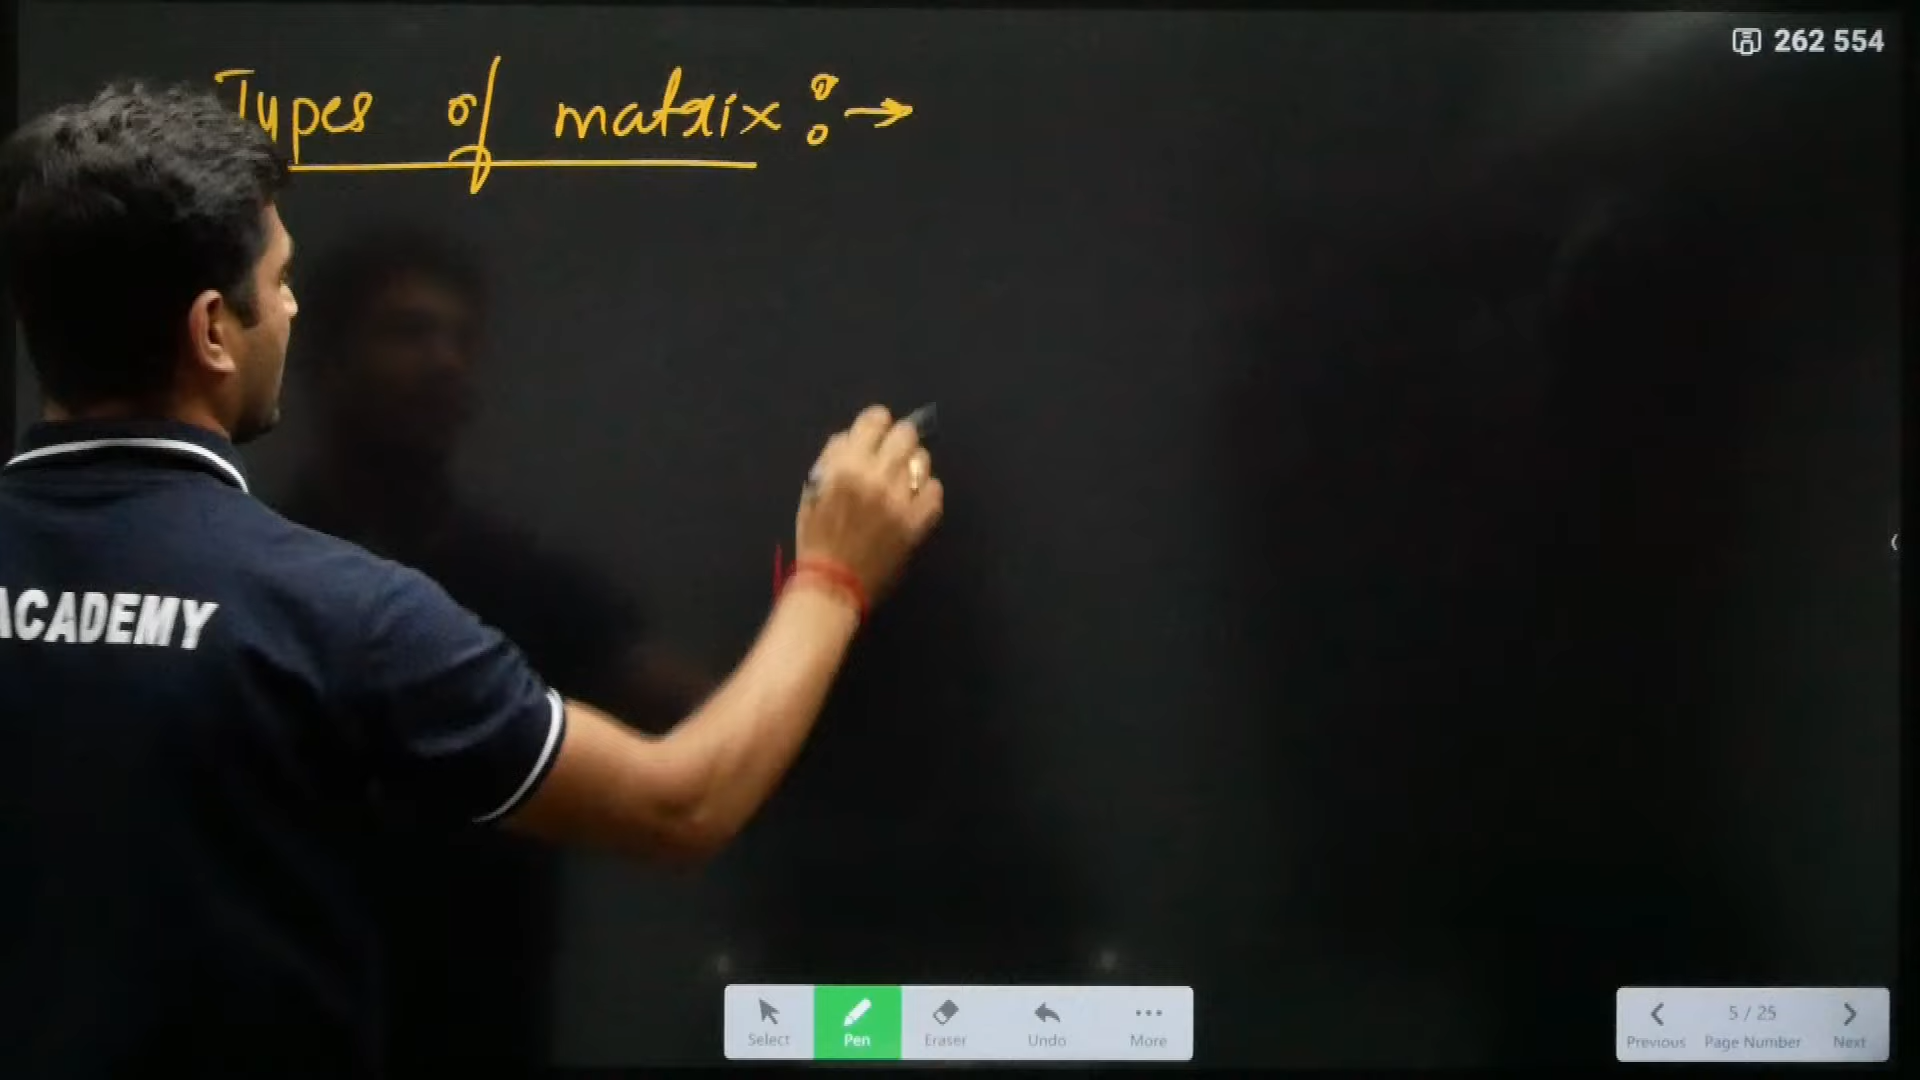 262 554
Types of matrix :→
ACADEMY
Select Pen Eraser Undo More
5 / 25
Previous Page Number Next